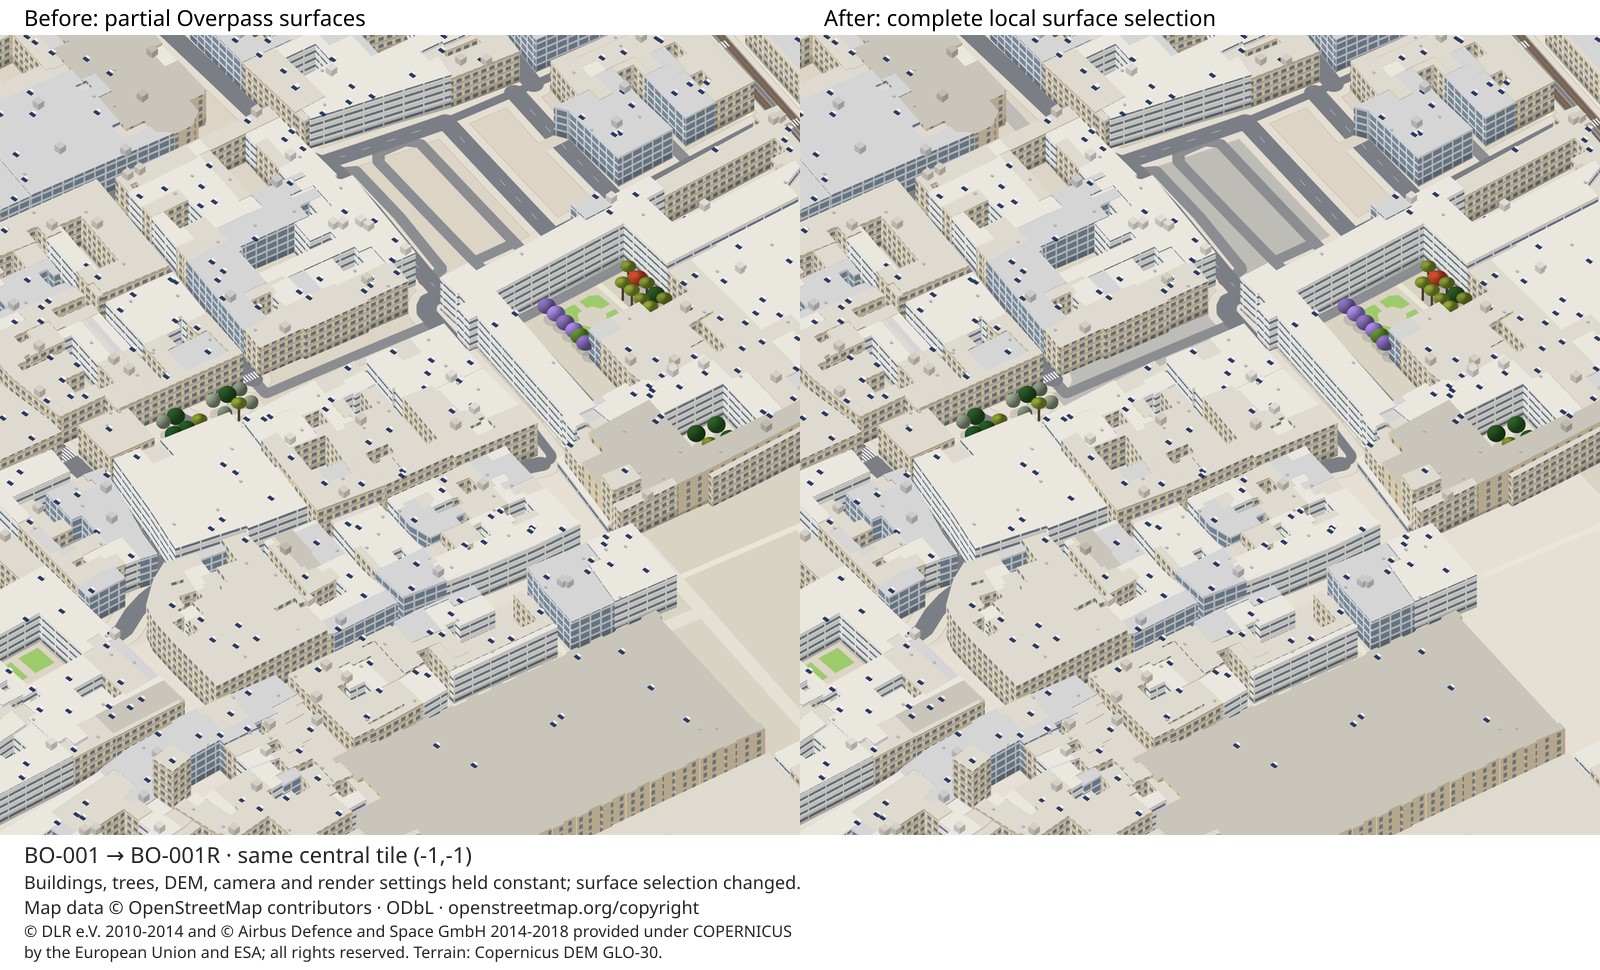 Before: partial Overpass surfaces
After: complete local surface selection
BO-001 → BO-001R · same central tile (-1,-1)
Buildings, trees, DEM, camera and render settings held constant; surface selection changed.
Map data © OpenStreetMap contributors · ODbL · openstreetmap.org/copyright
© DLR e.V. 2010-2014 and © Airbus Defence and Space GmbH 2014-2018 provided under COPERNICUS
by the European Union and ESA; all rights reserved. Terrain: Copernicus DEM GLO-30.